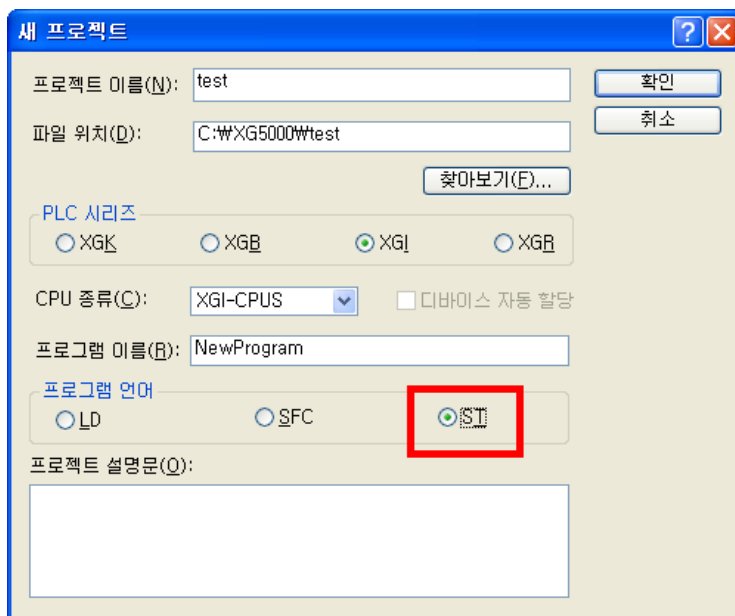 새 프로젝트
프로젝트 이름(N): test 확인
파일 위치(D): C:₩XG5000₩test 취소
찾아보기(F)...
PLC 시리즈
XGK XGB XGI XGR
CPU 종류(C): XGI-CPUS 디바이스 자동 할당
프로그램 이름(R): NewProgram
프로그램 언어
LD SFC ST
프로젝트 설명문(O):